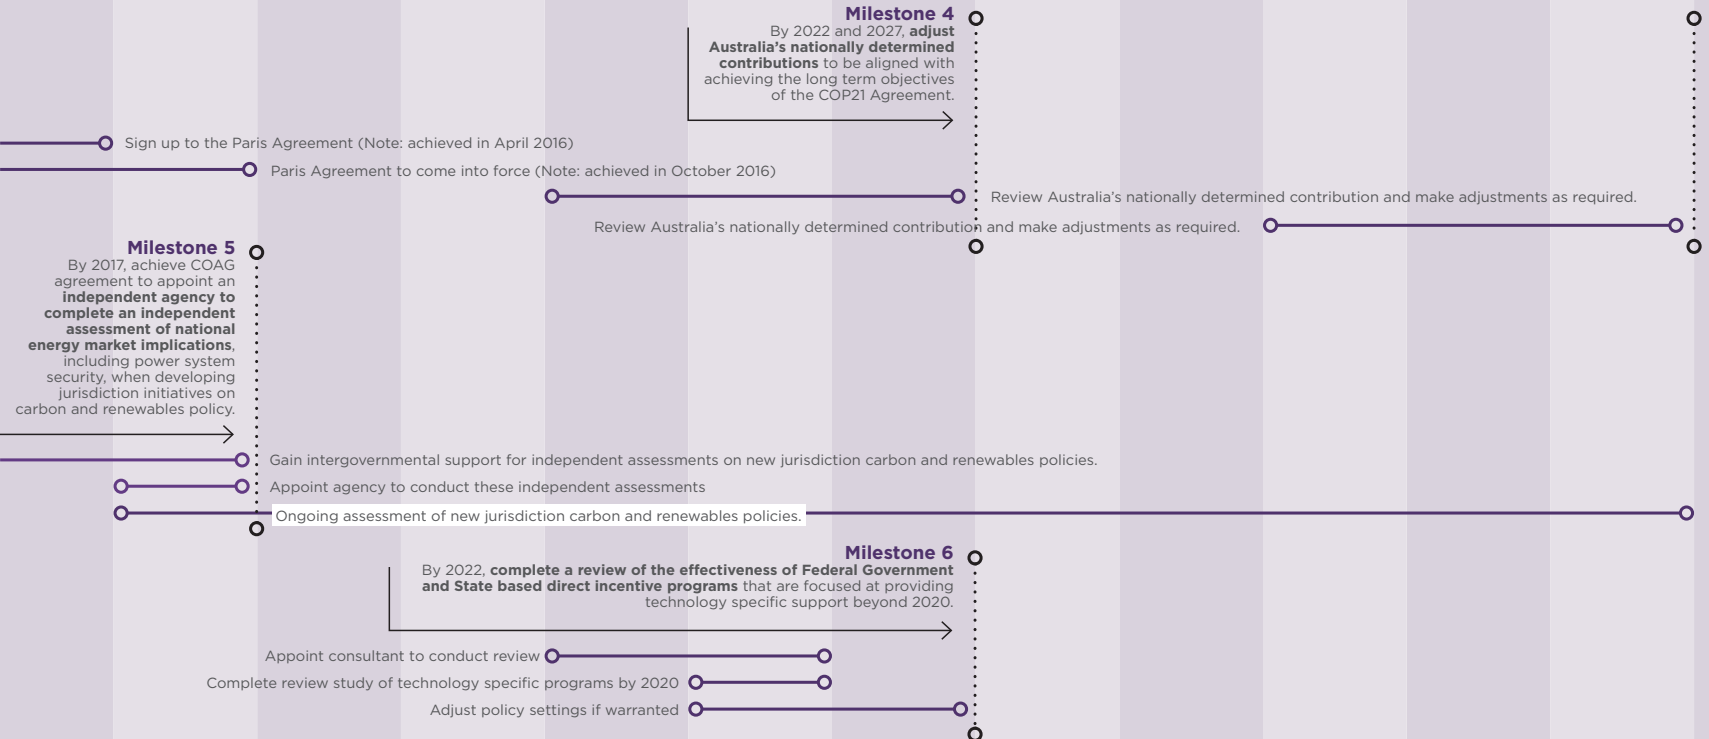 Milestone 4
By 2022 and 2027, adjust
Australia’s nationally determined
contributions to be aligned with
achieving the long term objectives
of the COP21 Agreement.
Sign up to the Paris Agreement (Note: achieved in April 2016)
Paris Agreement to come into force (Note: achieved in October 2016)
Review Australia’s nationally determined contribution and make adjustments as required.
Review Australia’s nationally determined contribution and make adjustments as required.
Milestone 5
By 2017, achieve COAG
agreement to appoint an
independent agency to
complete an independent
assessment of national
energy market implications,
including power system
security, when developing
jurisdiction initiatives on
carbon and renewables policy.
Gain intergovernmental support for independent assessments on new jurisdiction carbon and renewables policies.
Appoint agency to conduct these independent assessments
Ongoing assessment of new jurisdiction carbon and renewables policies.
Milestone 6
By 2022, complete a review of the effectiveness of Federal Government
and State based direct incentive programs that are focused at providing
technology specific support beyond 2020.
Appoint consultant to conduct review
Complete review study of technology specific programs by 2020
Adjust policy settings if warranted